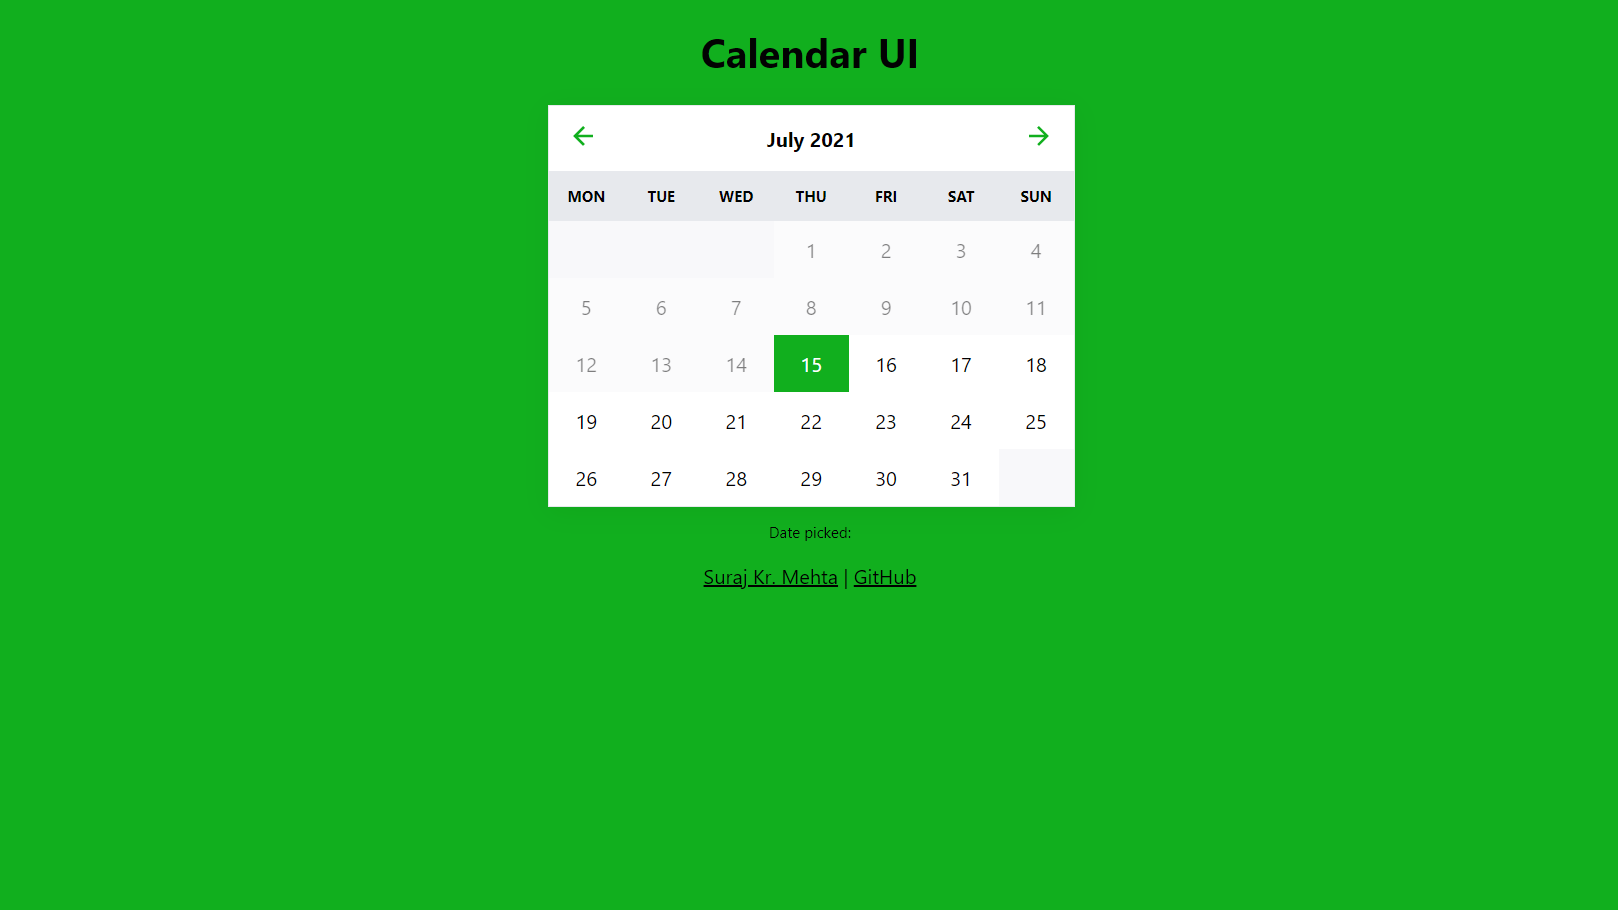 Calendar UI
July 2021
MON TUE WED THU FRI SAT SUN
1 2 3 4
5 6 7 8 9 10 11
12 13 14 15 16 17 18
19 20 21 22 23 24 25
26 27 28 29 30 31
Date picked:
Suraj Kr. Mehta | GitHub